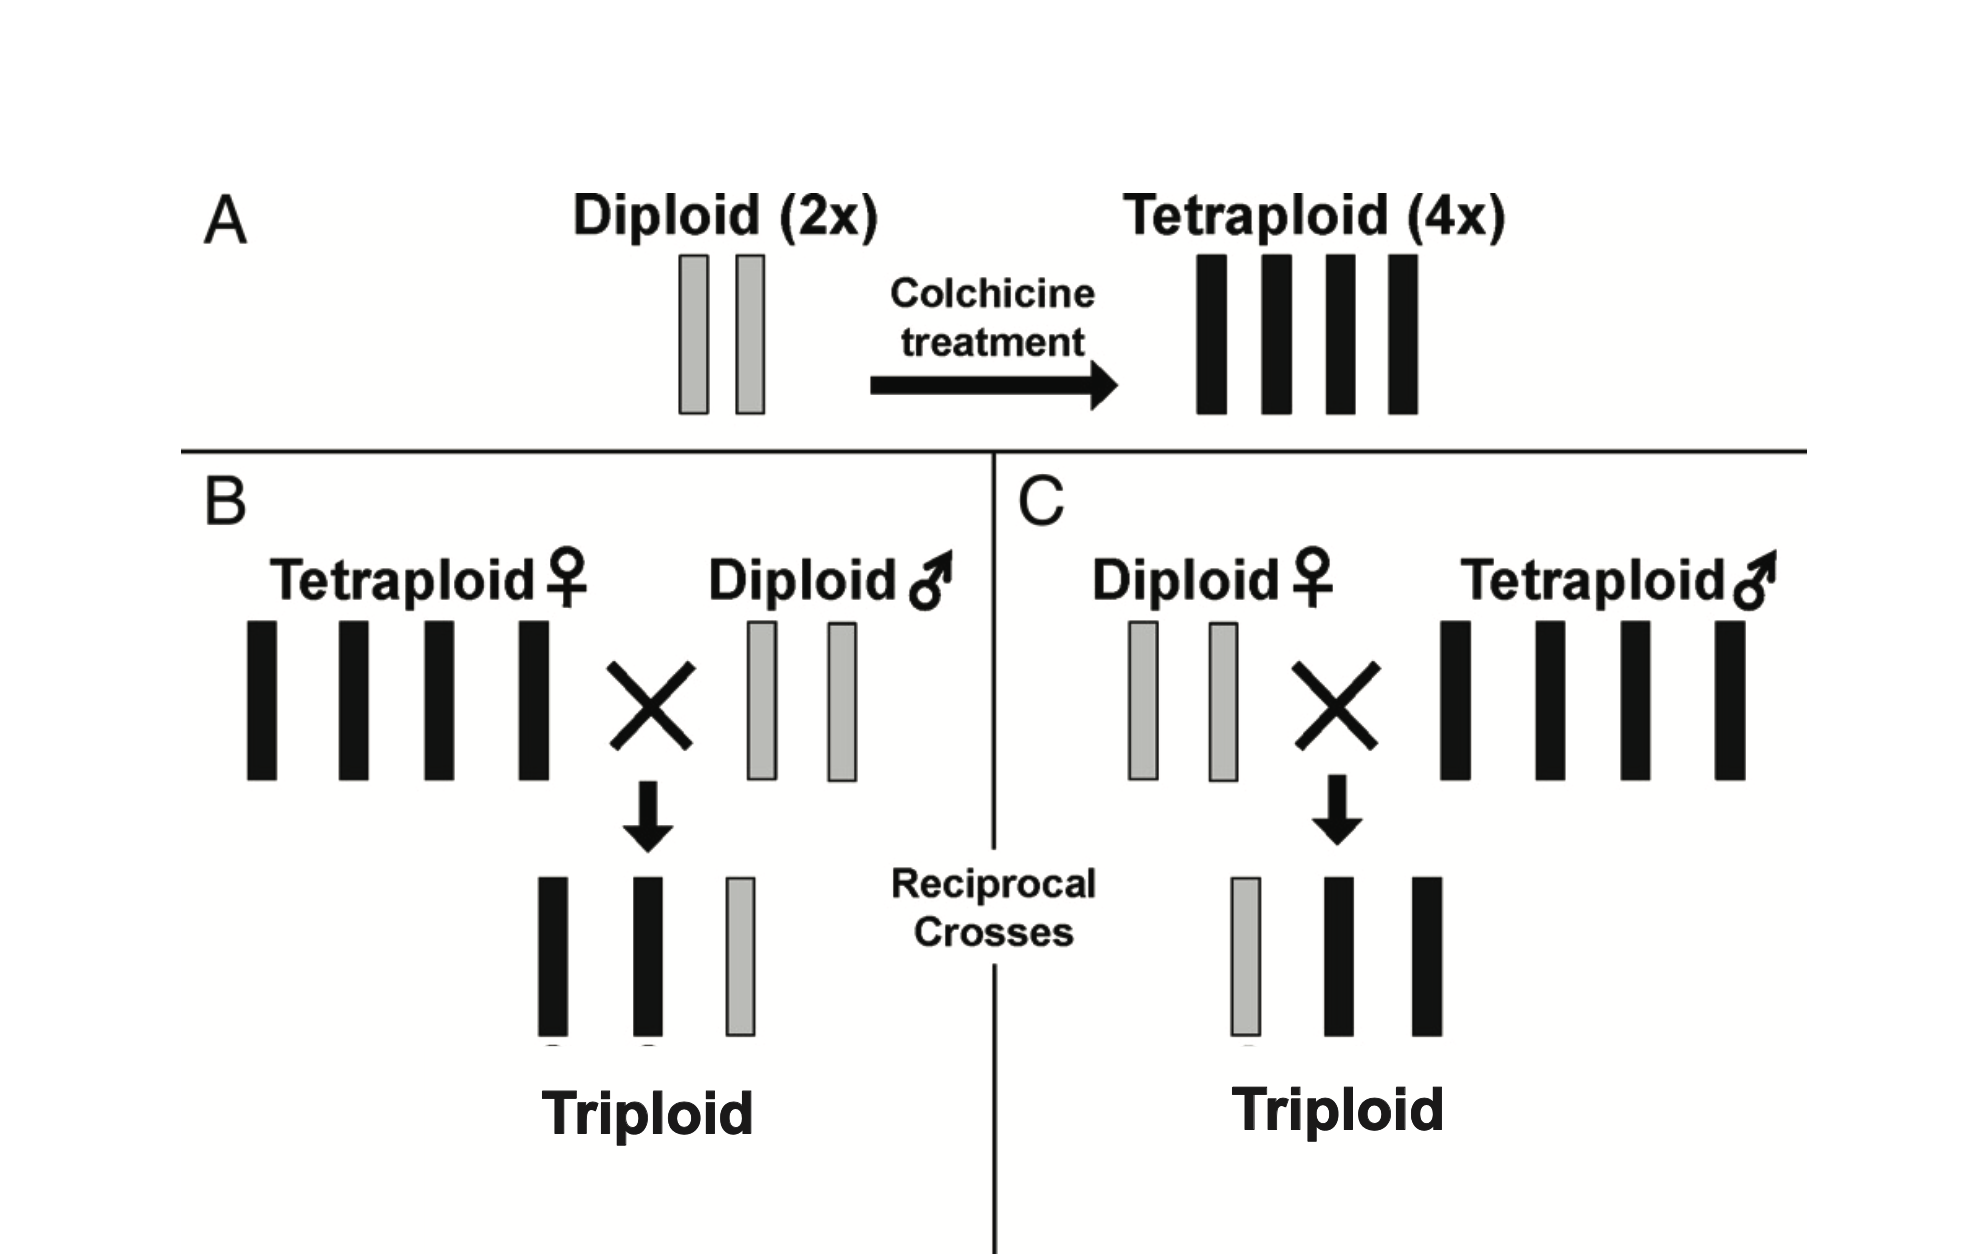 A
Diploid (2x)
Tetraploid (4x)
Colchicine
treatment
B
Tetraploid♀
Diploid♂
C
Diploid♀
Tetraploid♂
Reciprocal
Crosses
Triploid
Triploid